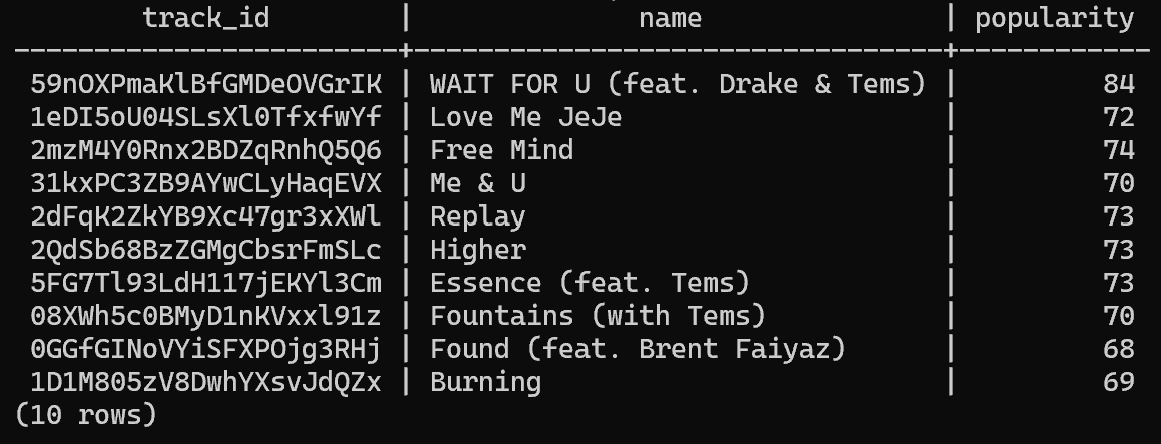 track_id | name | popularity
------------------------+---------------------------------+------------
59nOXPmaKlBfGMDeOVGrIK | WAIT FOR U (feat. Drake & Tems) | 84
1eDI5oU04SLsXl0TfxfwYf | Love Me JeJe | 72
2mzM4Y0Rnx2BDZqRnhQ5Q6 | Free Mind | 74
31kxPC3ZB9AYwCLyHaqEVX | Me & U | 70
2dFqK2ZkYB9Xc47gr3xXWl | Replay | 73
2QdSb68BzZGMgCbsrFmSLc | Higher | 73
5FG7Tl93LdH117jEKYl3Cm | Essence (feat. Tems) | 73
08XWh5c0BMyD1nKVxxl91z | Fountains (with Tems) | 70
0GGfGINoVYiSFXPOjg3RHj | Found (feat. Brent Faiyaz) | 68
1D1M805zV8DwhYXsvJdQZx | Burning | 69
(10 rows)